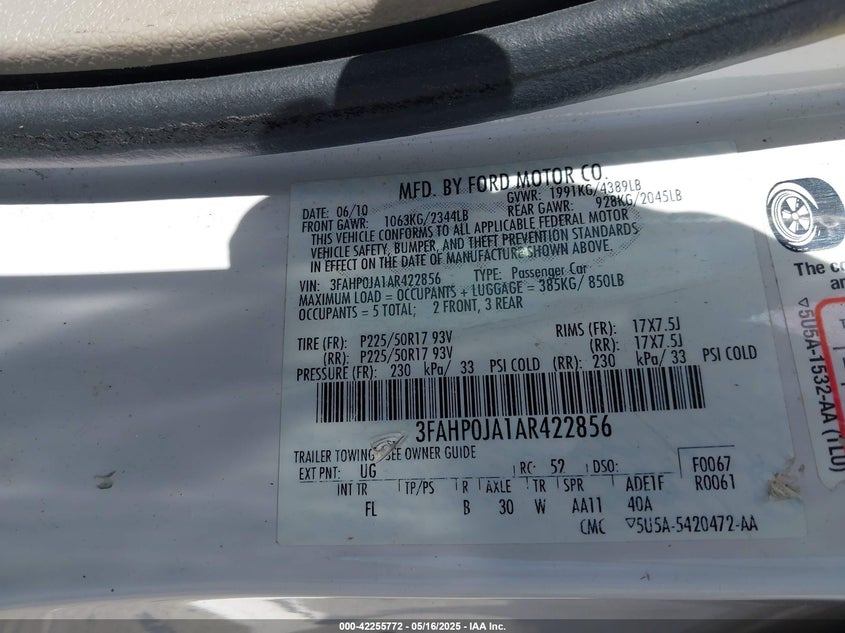 MFD. BY FORD MOTOR CO.
DATE: 06/10 GVWR: 1991KG/4389LB
FRONT GAWR: 1063KG/2344LB REAR GAWR: 928KG/2045LB
THIS VEHICLE CONFORMS TO ALL APPLICABLE FEDERAL MOTOR
VEHICLE SAFETY, BUMPER, AND THEFT PREVENTION STANDARDS
IN EFFECT ON THE DATE OF MANUFACTURE SHOWN ABOVE.
VIN: 3FAHP0JA1AR422856 TYPE: Passenger Car
MAXIMUM LOAD = OCCUPANTS + LUGGAGE = 385KG/ 850LB
OCCUPANTS = 5 TOTAL; 2 FRONT, 3 REAR
TIRE (FR): P225/50R17 93V RIMS (FR): 17X7.5J
(RR): P225/50R17 93V (RR): 17X7.5J
PRESSURE (FR): 230 kPa/ 33 PSI COLD (RR): 230 kPa/ 33 PSI COLD
3FAHP0JA1AR422856
TRAILER TOWING SEE OWNER GUIDE
EXT PNT: UG RC: 52 DSO: F0067
R0061
INT TR TP/PS R AXLE TR SPR ADE1F
FL B 30 W AA11 40A
CMC 5U5A-5420472-AA
The co
an
5U5A-1532-AA (TL0)
000-42255772 - 05/16/2025 - IAA Inc.